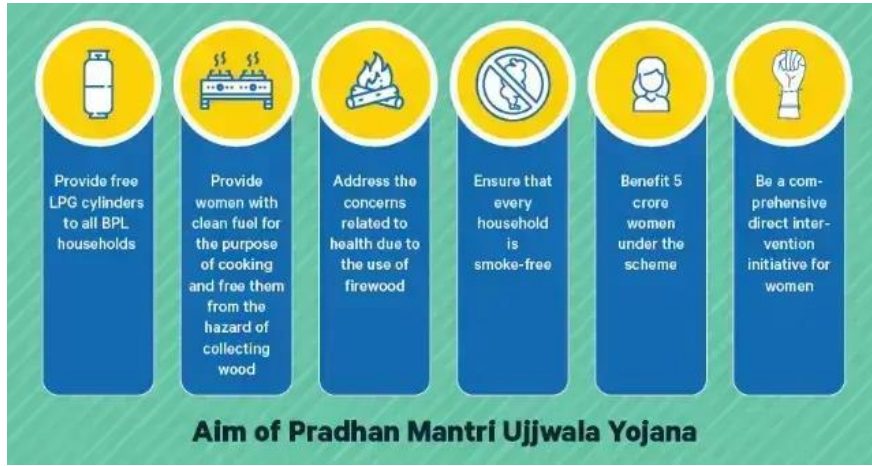 Provide free
LPG cylinders
to all BPL
households
Provide
women with
clean fuel for
the purpose
of cooking
and free them
from the
hazard of
collecting
wood
Address the
concerns
related to
health due to
the use of
firewood
Ensure that
every
household
is
smoke-free
Benefit 5
crore
women
under the
scheme
Be a com-
prehensive
direct inter-
vention
initiative for
women
Aim of Pradhan Mantri Ujjwala Yojana